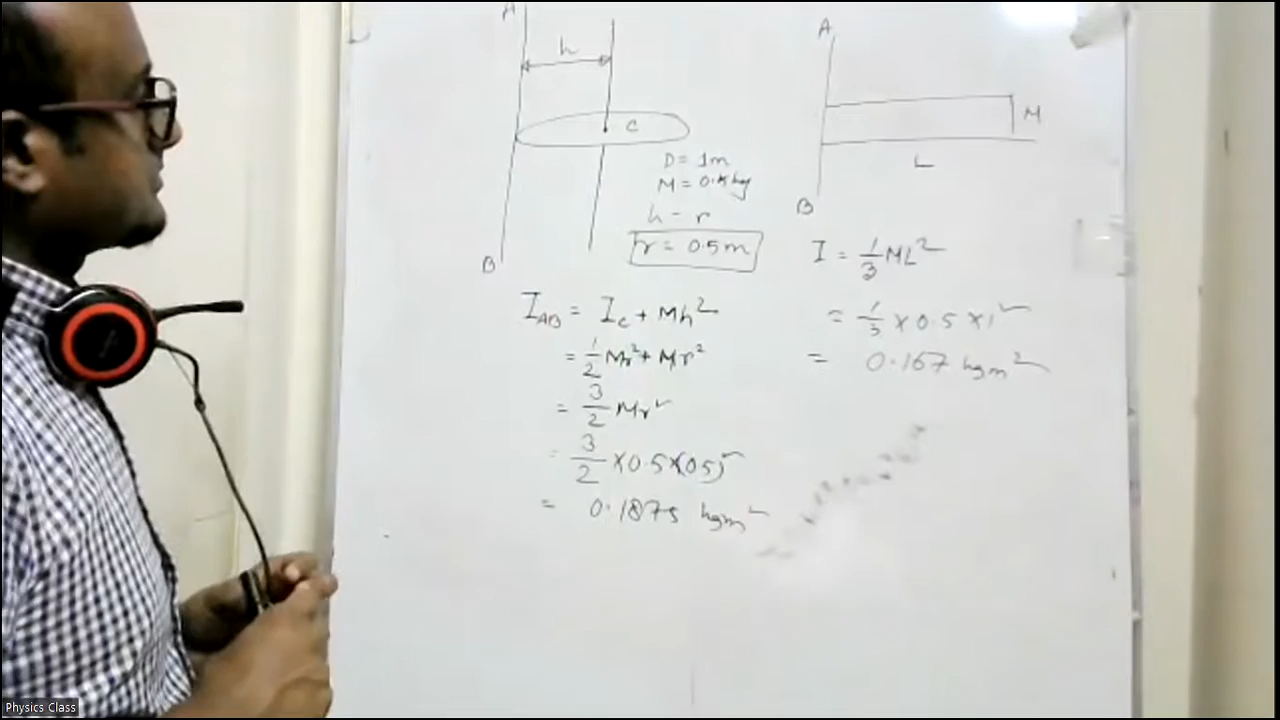 A
h
C
D = 1m
M =
h - r
r = 0.5m
B
I_AB = I_C + Mh²
= 1/2 Mr² + Mr²
= 3/2 Mr²
= 3/2 × 0.5 × (0.5)²
= 0.1875 kgm²
A
M
L
B
I = 1/3 ML²
= 1/3 × 0.5 × 1²
= 0.167 kgm²
Physics Class